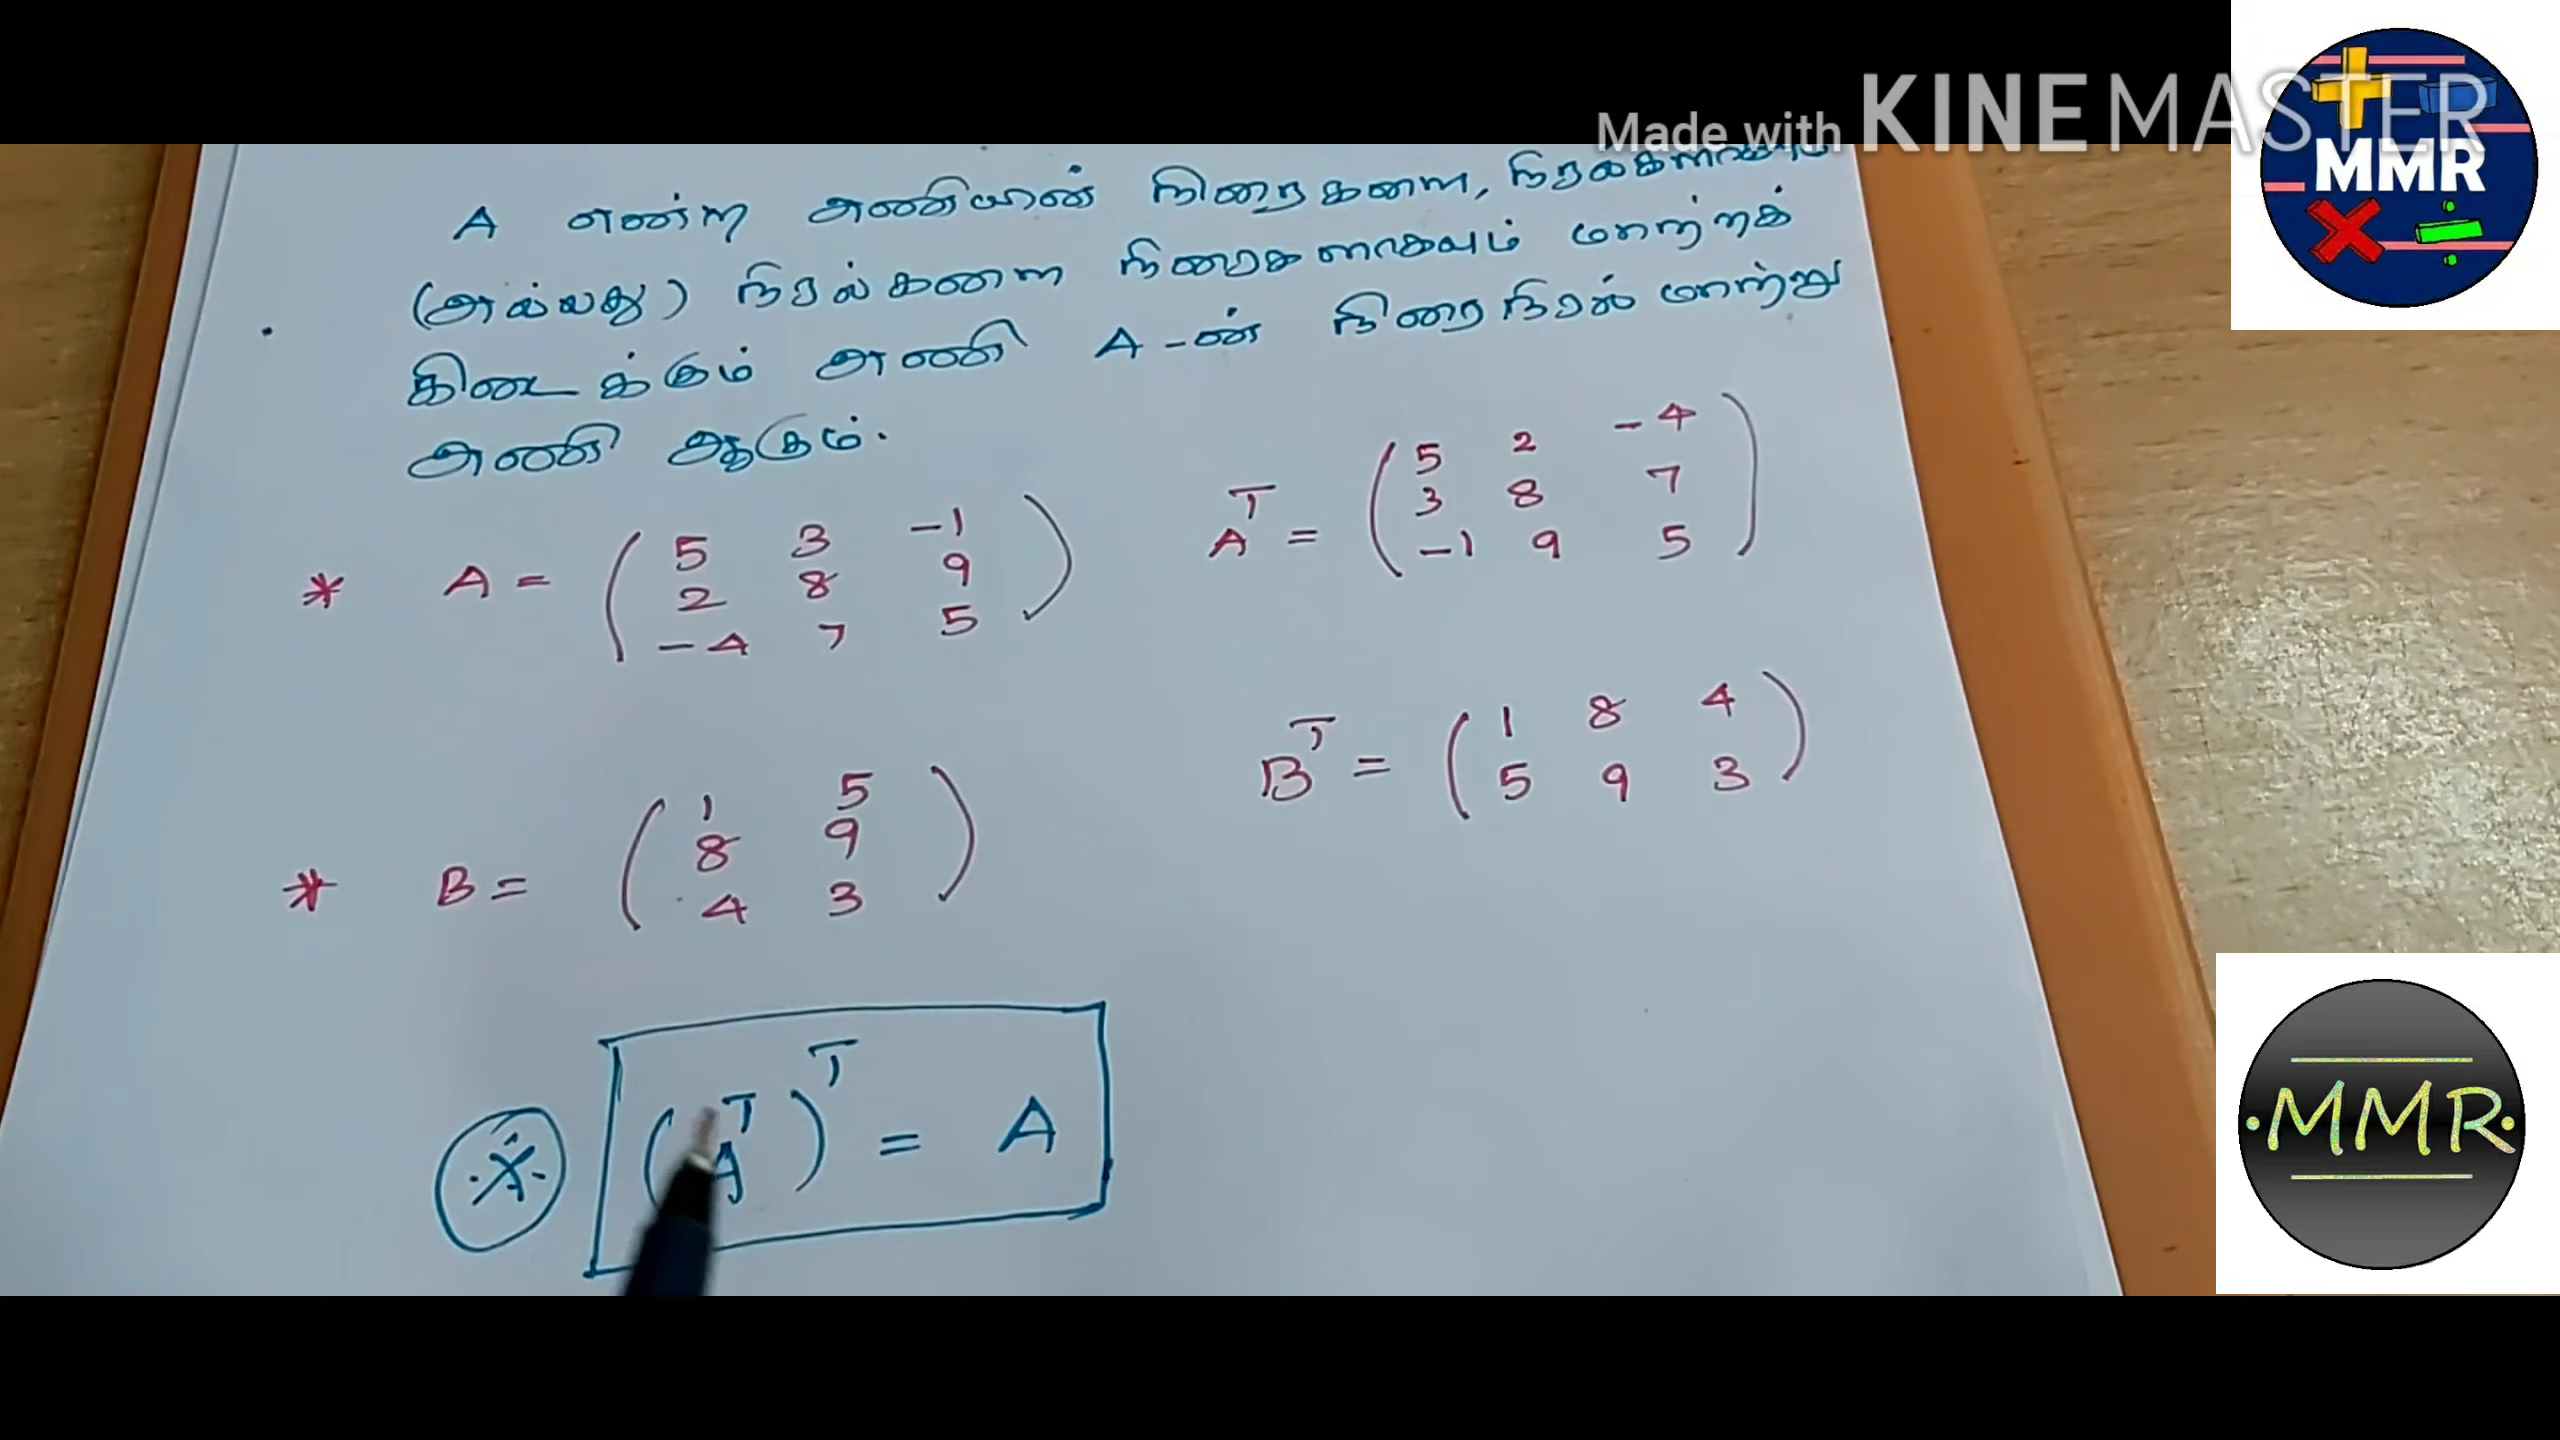 Made with KINEMASTER
MMR
A என்ற அணியின் நிறைகளை, நிரல்களாகவும்
(அல்லது) நிரல்களை நிறைகளாகவும் மாற்றக்
கிடைக்கும் அணி A-ன் நிறைநிரல் மாற்று
அணி ஆகும்.
* A = ( 5 3 -1
2 8 9
-4 7 5 )
Aᵀ = ( 5 2 -4
3 8 7
-1 9 5 )
* B = ( 1 5
8 9
4 3 )
Bᵀ = ( 1 8 4
5 9 3 )
(Aᵀ)ᵀ = A
MMR